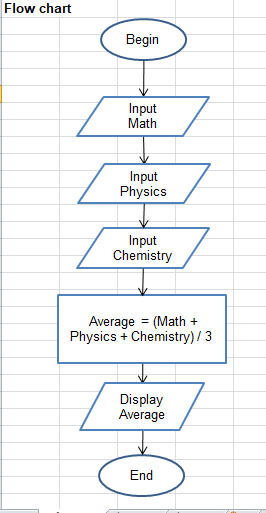 Flow chart
Begin
Input
Math
Input
Physics
Input
Chemistry
Average = (Math +
Physics + Chemistry) / 3
Display
Average
End